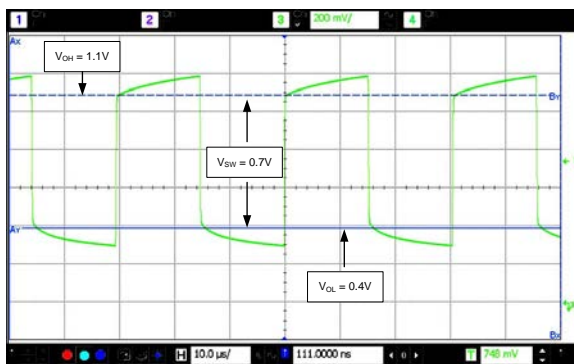 1 2 3 200 mV/ 4
Ax
VOH = 1.1V
BY
VSW = 0.7V
AY
VOL = 0.4V
BX
H 10.0 µs/ 111.0000 ns 0 T 748 mV